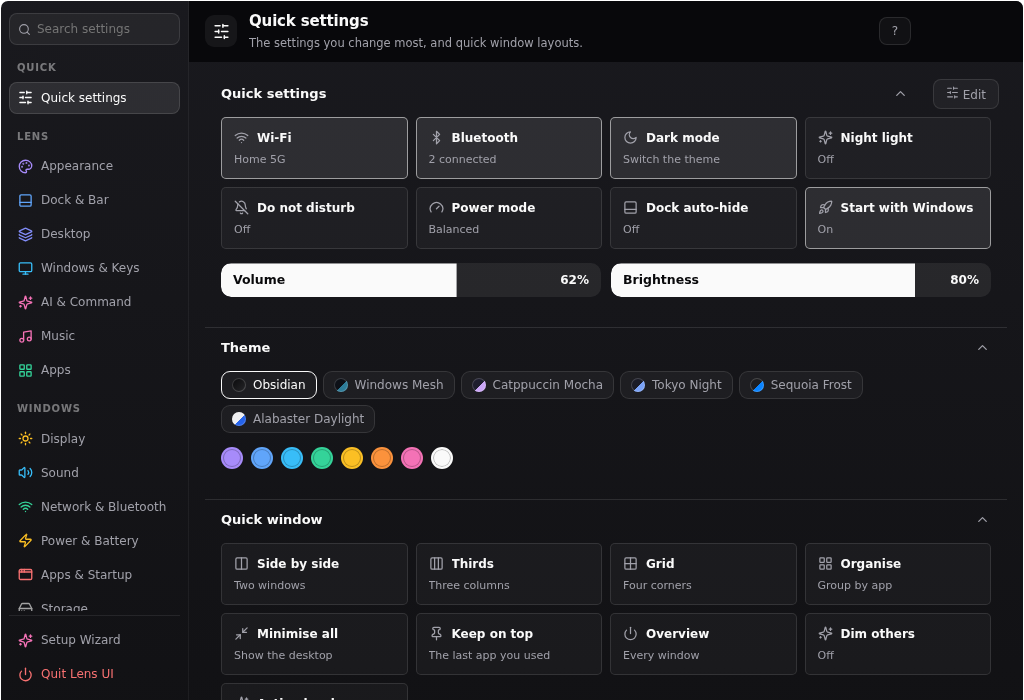 Search settings
QUICK
Quick settings
LENS
Appearance
Dock & Bar
Desktop
Windows & Keys
AI & Command
Music
Apps
WINDOWS
Display
Sound
Network & Bluetooth
Power & Battery
Apps & Startup
Storage
Setup Wizard
Quit Lens UI
Quick settings
The settings you change most, and quick window layouts.
?
Quick settings
Edit
Wi-Fi
Home 5G
Bluetooth
2 connected
Dark mode
Switch the theme
Night light
Off
Do not disturb
Off
Power mode
Balanced
Dock auto-hide
Off
Start with Windows
On
Volume 62%
Brightness 80%
Theme
Obsidian
Windows Mesh
Catppuccin Mocha
Tokyo Night
Sequoia Frost
Alabaster Daylight
Quick window
Side by side
Two windows
Thirds
Three columns
Grid
Four corners
Organise
Group by app
Minimise all
Show the desktop
Keep on top
The last app you used
Overview
Every window
Dim others
Off